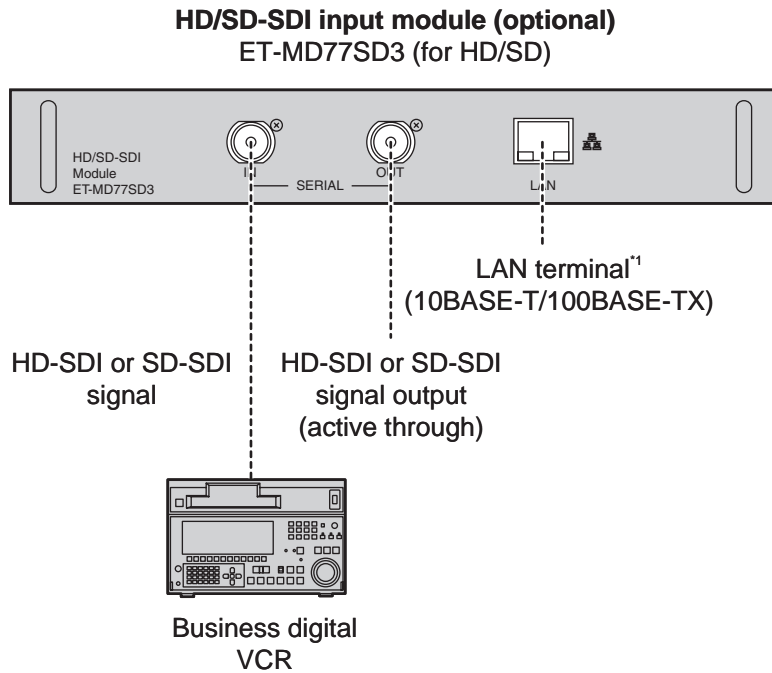 HD/SD-SDI input module (optional)
ET-MD77SD3 (for HD/SD)
HD/SD-SDI
Module
ET-MD77SD3
IN
SERIAL
OUT
LAN
LAN terminal*1
(10BASE-T/100BASE-TX)
HD-SDI or SD-SDI
signal
HD-SDI or SD-SDI
signal output
(active through)
Business digital
VCR